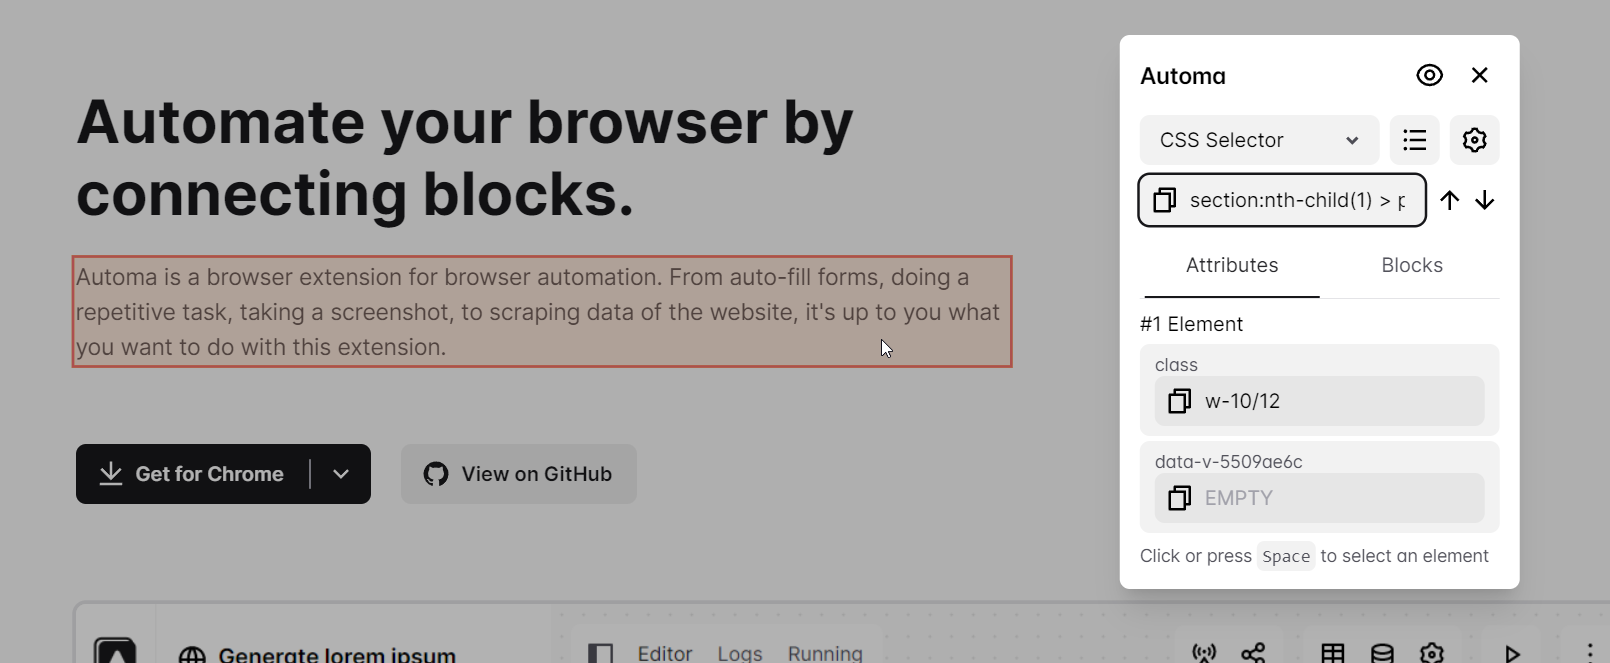 Automate your browser by
connecting blocks.
Automa is a browser extension for browser automation. From auto-fill forms, doing a
repetitive task, taking a screenshot, to scraping data of the website, it's up to you what
you want to do with this extension.
Get for Chrome
View on GitHub
Generate lorem ipsum
Editor Logs Running
Automa
CSS Selector
section:nth-child(1) > p
Attributes Blocks
#1 Element
class
w-10/12
data-v-5509ae6c
EMPTY
Click or press Space to select an element